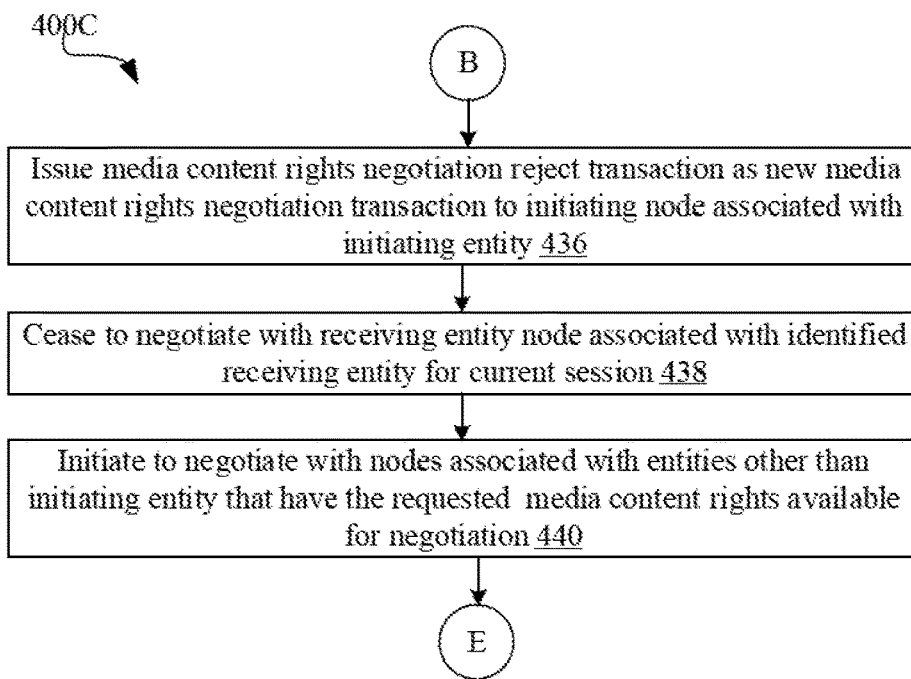 400C
B
Issue media content rights negotiation reject transaction as new media
content rights negotiation transaction to initiating node associated with
initiating entity 436
Cease to negotiate with receiving entity node associated with identified
receiving entity for current session 438
Initiate to negotiate with nodes associated with entities other than
initiating entity that have the requested media content rights available
for negotiation 440
E